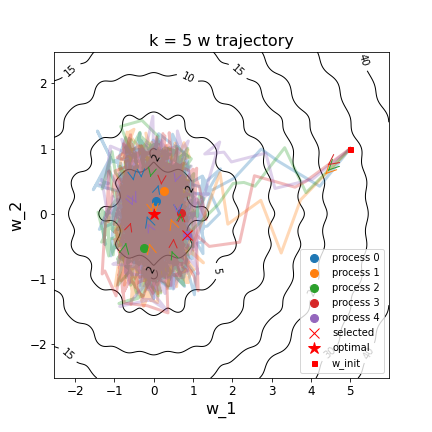 k = 5 w trajectory
15
10
15
40
2
2
5
2
15
w_2
2
1
0
−1
−2
−2
−1
0
1
2
3
4
5
w_1
process 0
process 1
process 2
process 3
process 4
selected
optimal
w_init